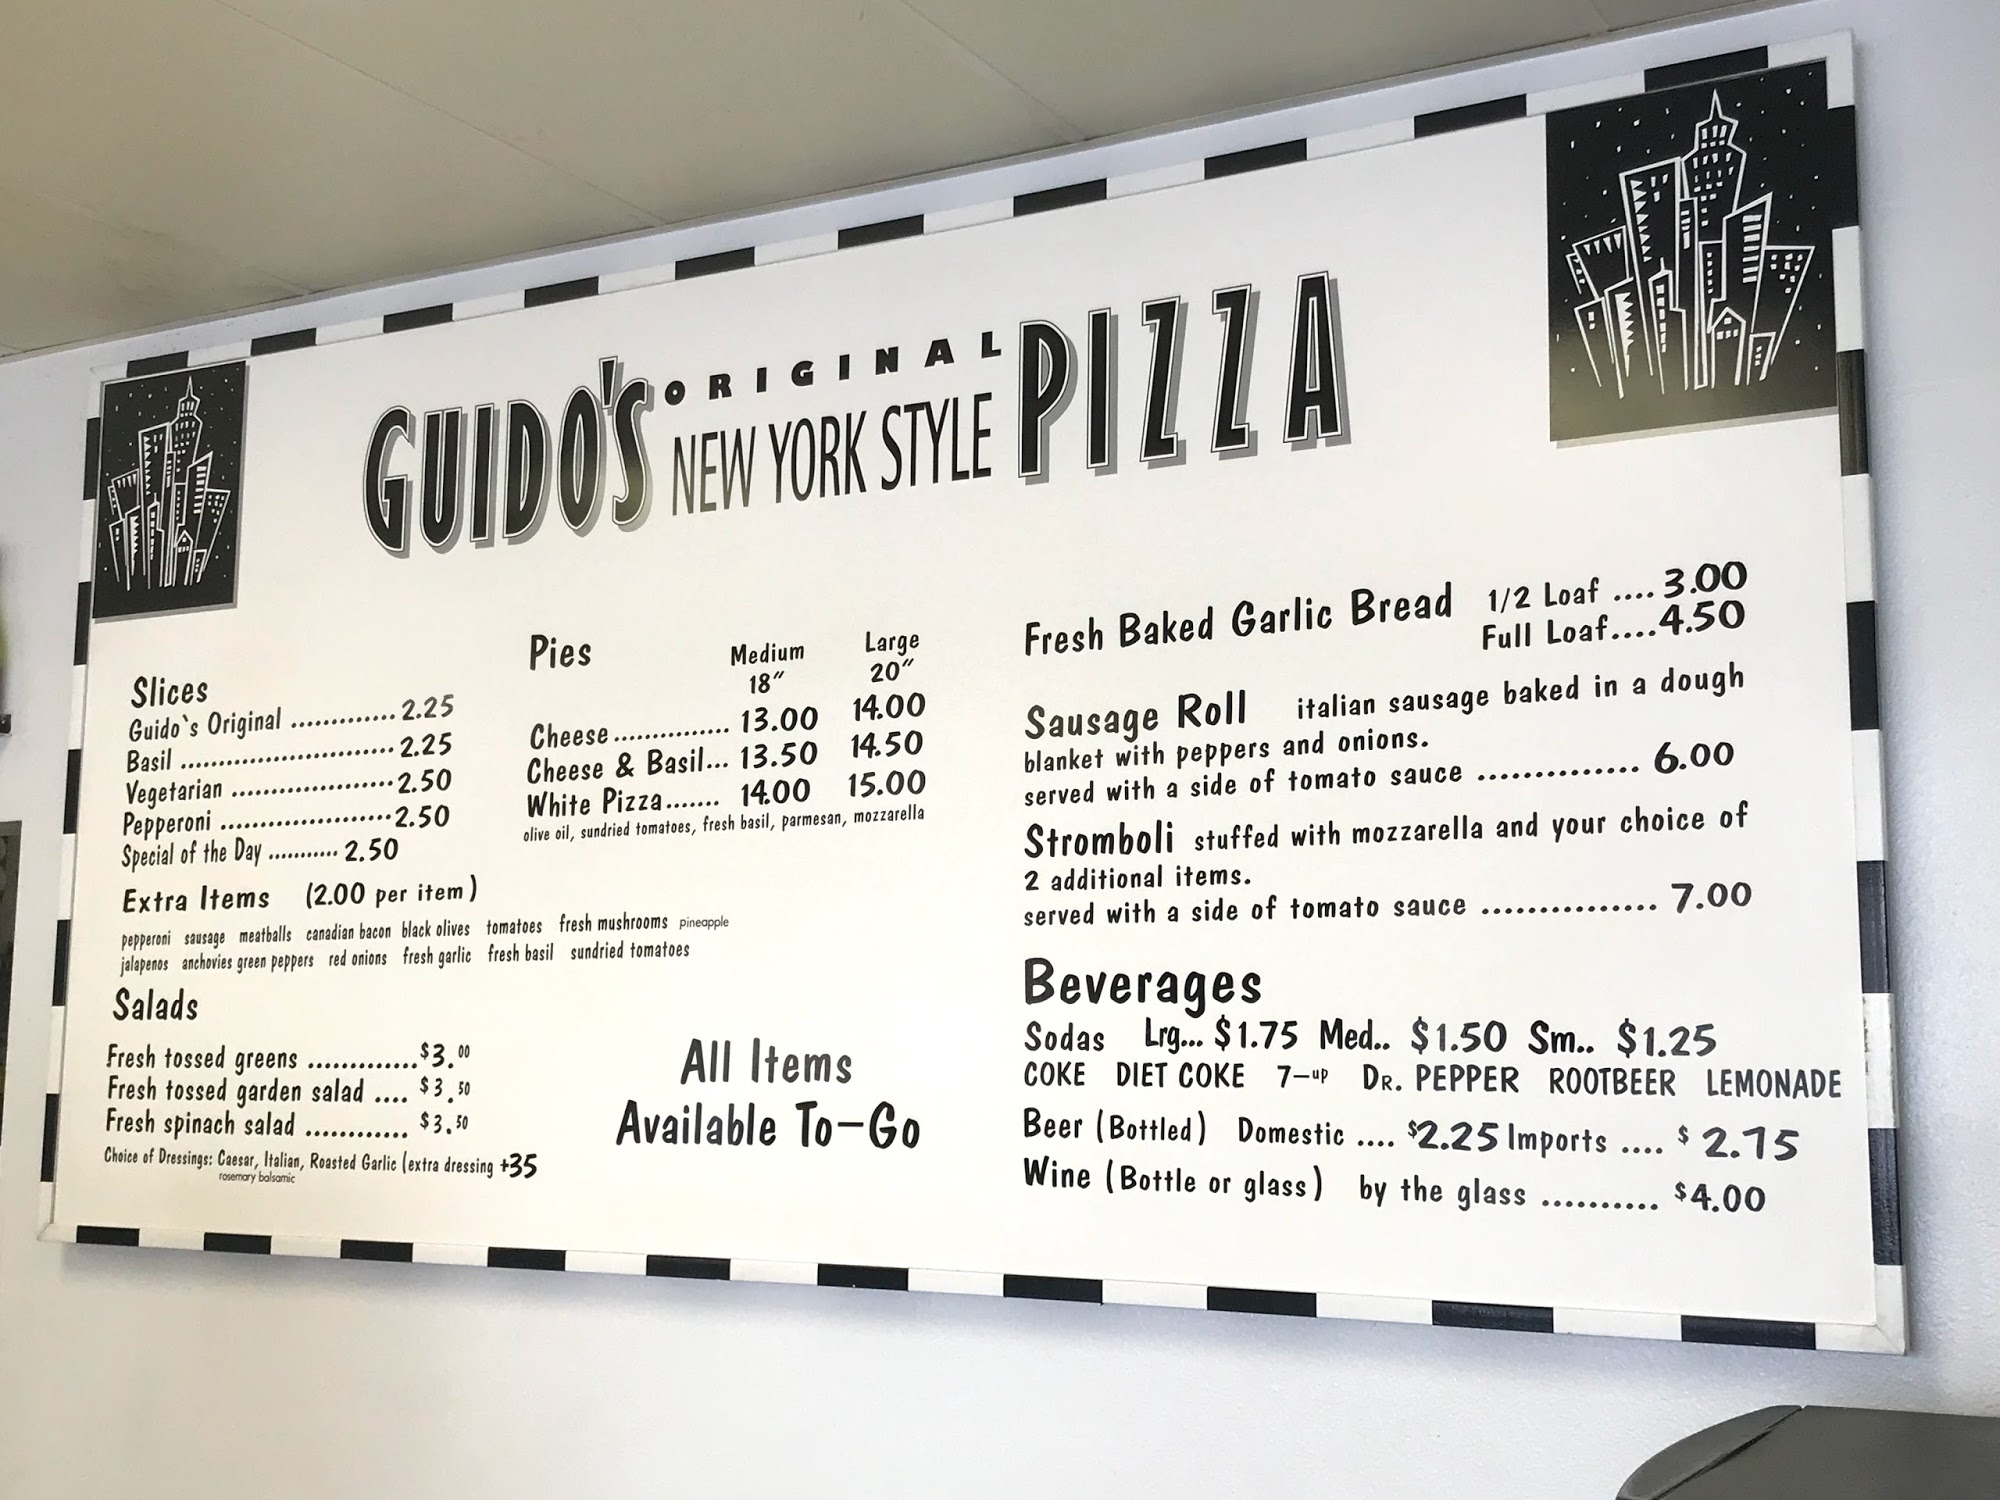 GUIDO'S ORIGINAL NEW YORK STYLE PIZZA
Slices
Guido`s Original ............. 2.25
Basil .......................... 2.25
Vegetarian ..................... 2.50
Pepperoni ...................... 2.50
Special of the Day ........... 2.50
Pies
Medium Large
18" 20"
Cheese ............... 13.00 14.00
Cheese & Basil... 13.50 14.50
White Pizza....... 14.00 15.00
olive oil, sundried tomatoes, fresh basil, parmesan, mozzarella
Extra Items (2.00 per item)
pepperoni sausage meatballs canadian bacon black olives tomatoes fresh mushrooms pineapple
jalapenos anchovies green peppers red onions fresh garlic fresh basil sundried tomatoes
Salads
Fresh tossed greens ............. $3.00
Fresh tossed garden salad .... $3.50
Fresh spinach salad ............ $3.50
Choice of Dressings: Caesar, Italian, Roasted Garlic (extra dressing +35
rosemary balsamic
All Items
Available To-Go
Fresh Baked Garlic Bread 1/2 Loaf .... 3.00
Full Loaf.... 4.50
Sausage Roll italian sausage baked in a dough
blanket with peppers and onions.
served with a side of tomato sauce ............... 6.00
Stromboli stuffed with mozzarella and your choice of
2 additional items.
served with a side of tomato sauce ................ 7.00
Beverages
Sodas Lrg... $1.75 Med.. $1.50 Sm.. $1.25
COKE DIET COKE 7-UP DR. PEPPER ROOTBEER LEMONADE
Beer (Bottled) Domestic .... $2.25 Imports .... $ 2.75
Wine (Bottle or glass) by the glass .......... $4.00